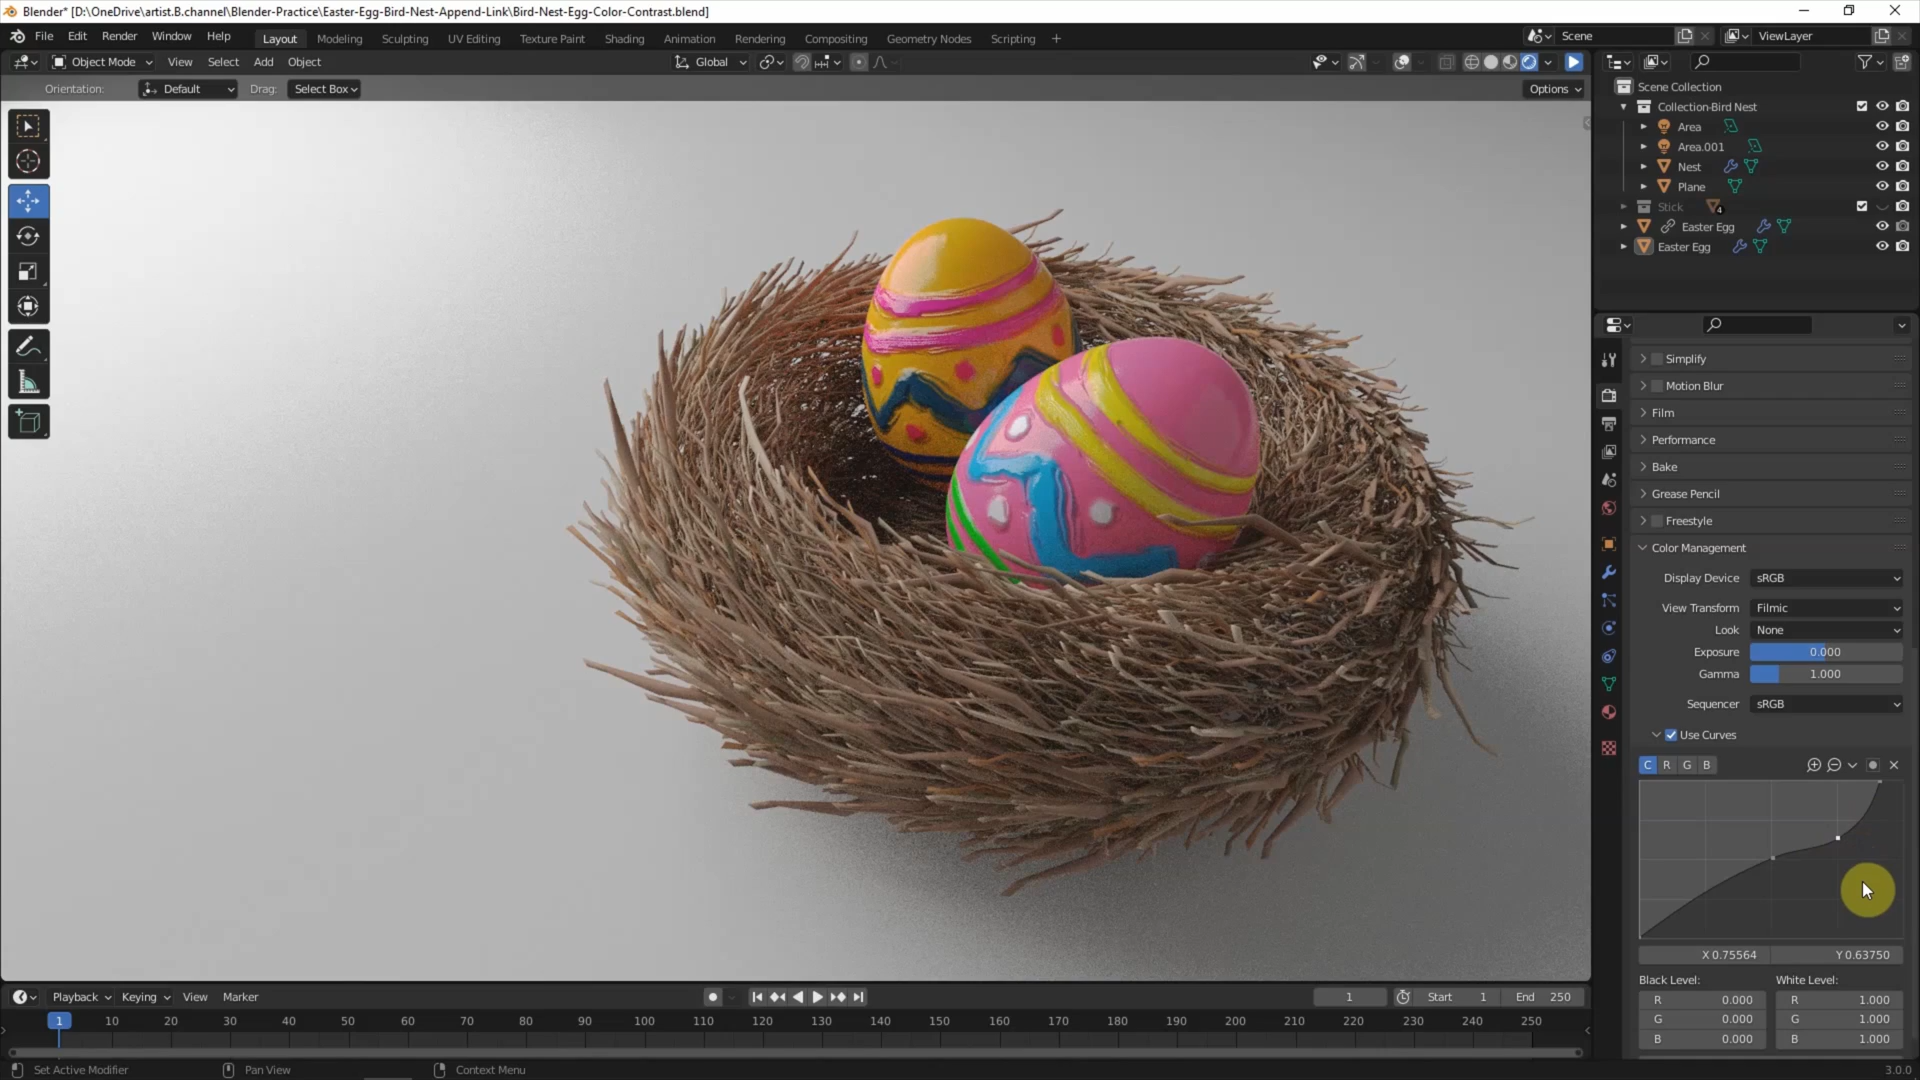 Blender* [D:\OneDrive\artist.B.channel\Blender-Practice\Easter-Egg-Bird-Nest-Append-Link\Bird-Nest-Egg-Color-Contrast.blend]
File Edit Render Window Help Layout Modeling Sculpting UV Editing Texture Paint Shading Animation Rendering Compositing Geometry Nodes Scripting + Scene ViewLayer
Object Mode View Select Add Object Global
Orientation: Default Drag: Select Box Options
Scene Collection
Collection-Bird Nest
Area
Area.001
Nest
Plane
Stick 4
Easter Egg
Easter Egg
Simplify
Motion Blur
Film
Performance
Bake
Grease Pencil
Freestyle
Color Management
Display Device sRGB
View Transform Filmic
Look None
Exposure 0.000
Gamma 1.000
Sequencer sRGB
Use Curves
C R G B
X 0.75564 Y 0.63750
Black Level: White Level:
R 0.000 R 1.000
G 0.000 G 1.000
B 0.000 B 1.000
Playback Keying View Marker 1 Start 1 End 250
1 10 20 30 40 50 60 70 80 90 100 110 120 130 140 150 160 170 180 190 200 210 220 230 240 250
Set Active Modifier Pan View Context Menu 3.0.0